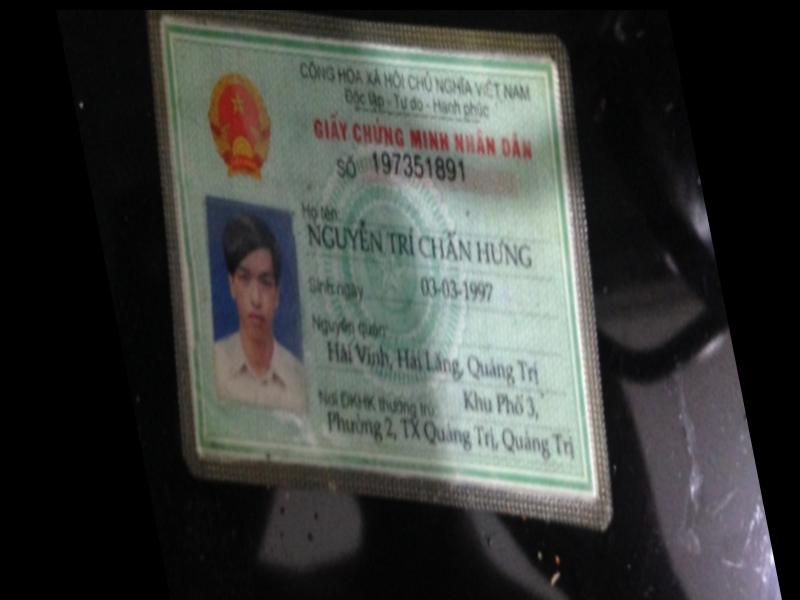 CỘNG HÒA XÃ HỘI CHỦ NGHĨA VIỆT NAM
Độc lập - Tự do - Hạnh phúc
GIẤY CHỨNG MINH NHÂN DÂN
SỐ 197351891
Họ tên:
NGUYỄN TRÍ CHẤN HƯNG
Sinh ngày 03-03-1997
Nguyên quán:
Hải Vĩnh, Hải Lăng, Quảng Trị
Nơi ĐKHK thường trú: Khu Phố 3,
Phường 2, TX Quảng Trị, Quảng Trị